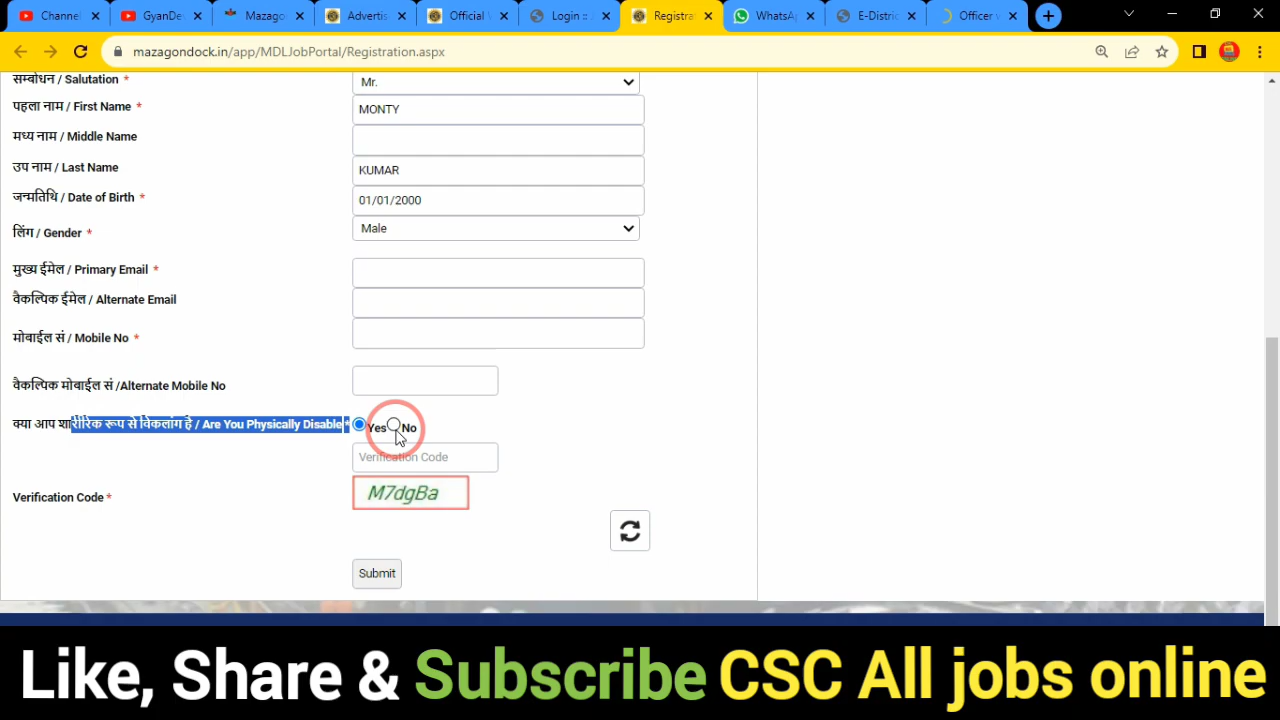 Channel
GyanDev
Mazago
Advertis
Official W
Login ::
Registra
WhatsA
E-Distric
Officer
mazagondock.in/app/MDLJobPortal/Registration.aspx
सम्बोधन / Salutation * Mr.
पहला नाम / First Name * MONTY
मध्य नाम / Middle Name
उप नाम / Last Name KUMAR
जन्मतिथि / Date of Birth * 01/01/2000
लिंग / Gender * Male
मुख्य ईमेल / Primary Email *
वैकल्पिक ईमेल / Alternate Email
मोबाईल सं / Mobile No *
वैकल्पिक मोबाईल सं /Alternate Mobile No
क्या आप शारीरिक रूप से विकलांग है / Are You Physically Disable * Yes No
Verification Code
Verification Code * M7dgBa
Submit
Like, Share & Subscribe CSC All jobs online